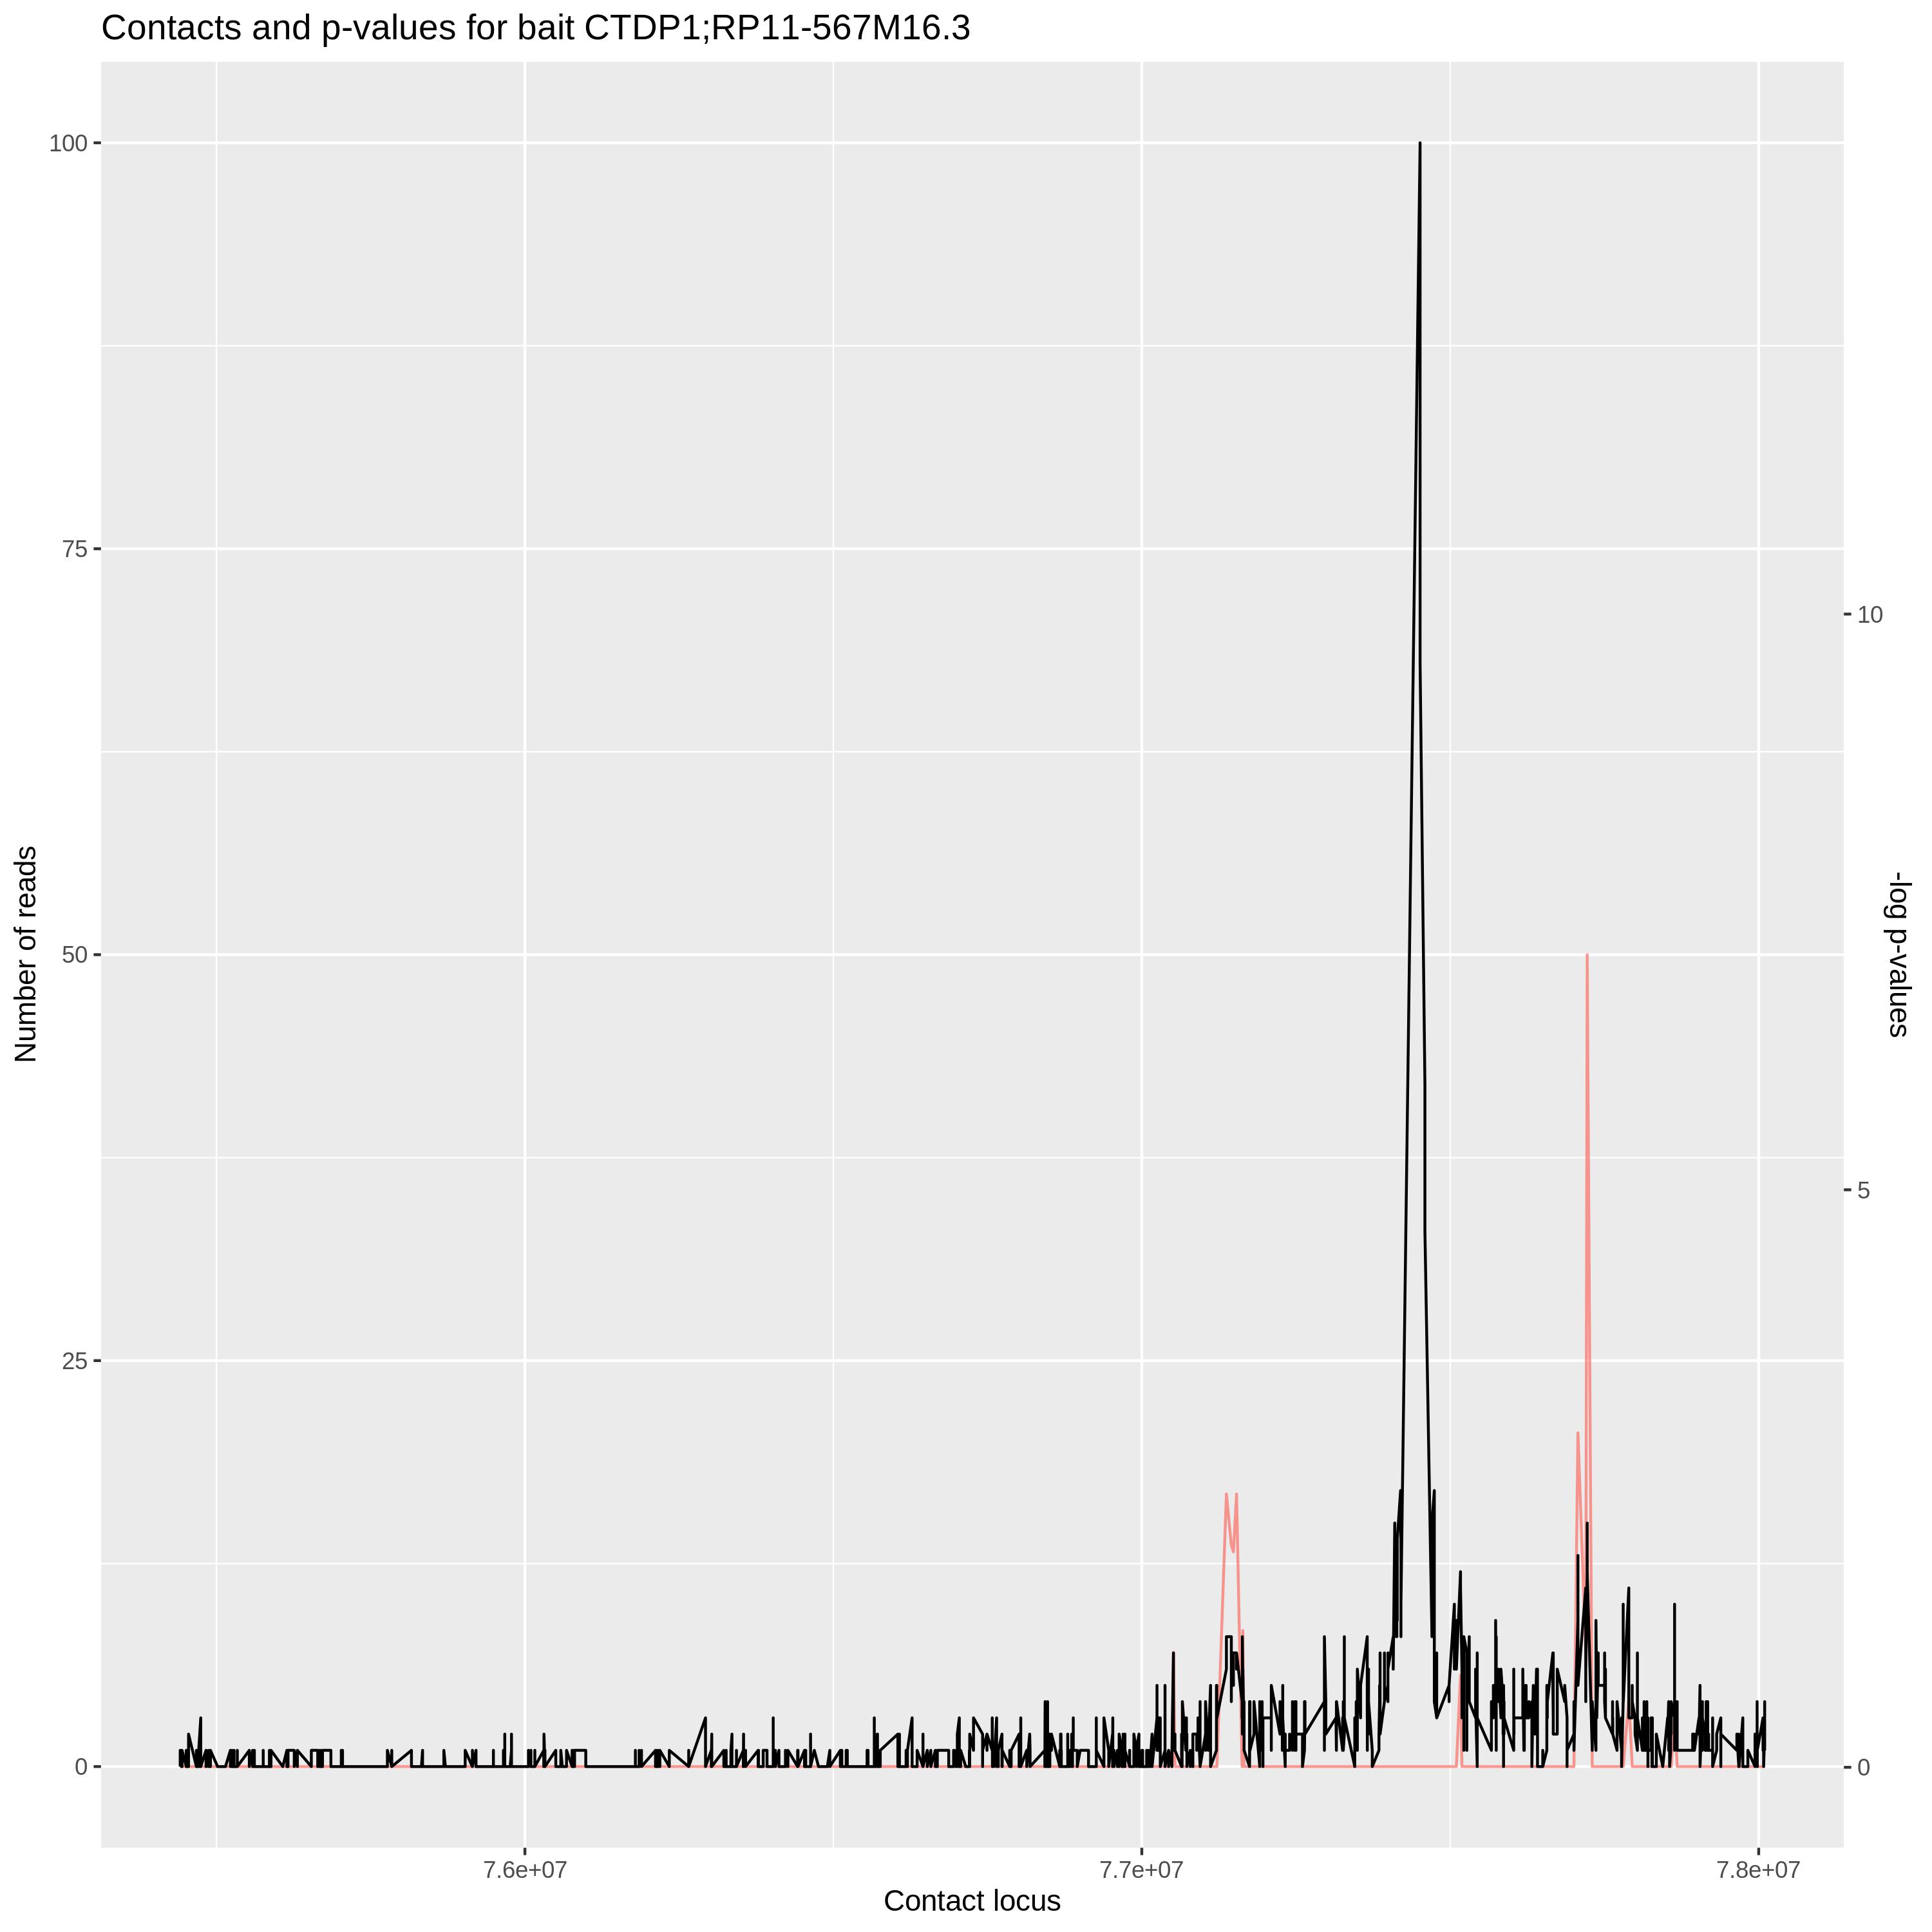 Contacts and p-values for bait CTDP1;RP11-567M16.3
100
75
50
25
0
Number of reads
10
5
0
-log p-values
7.6e+07
7.7e+07
7.8e+07
Contact locus